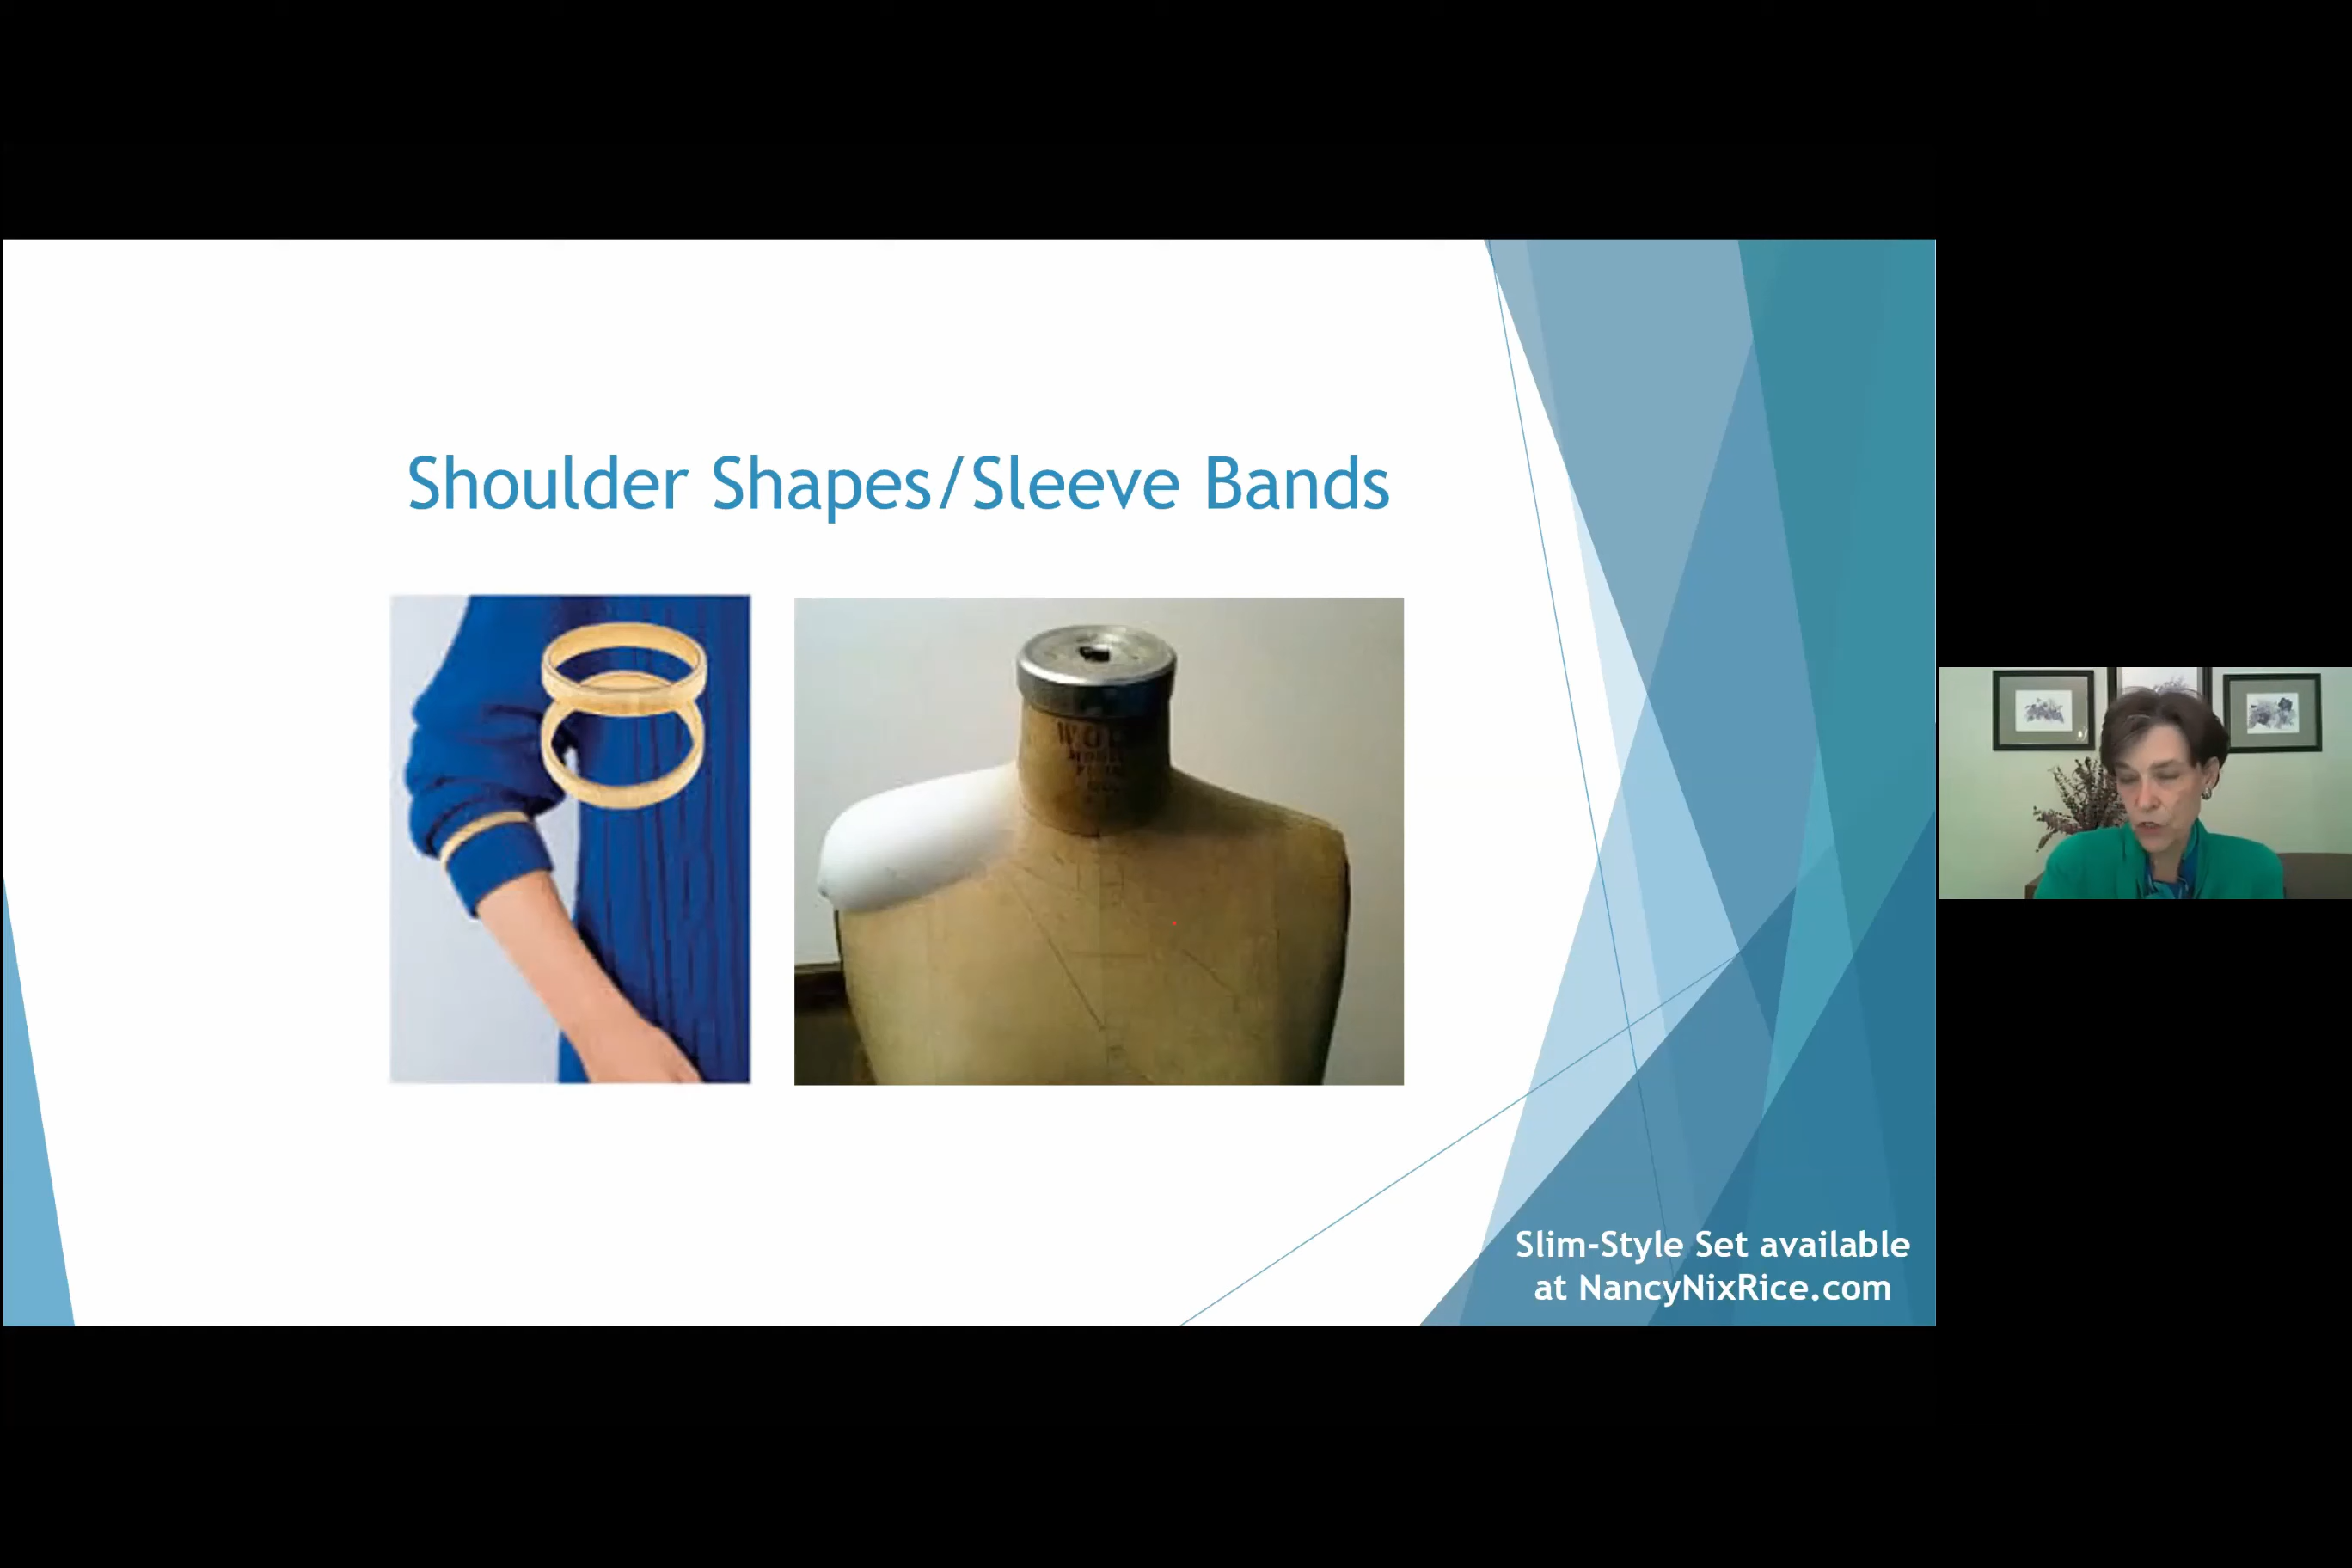 Shoulder Shapes/Sleeve Bands
Slim-Style Set available
at NancyNixRice.com